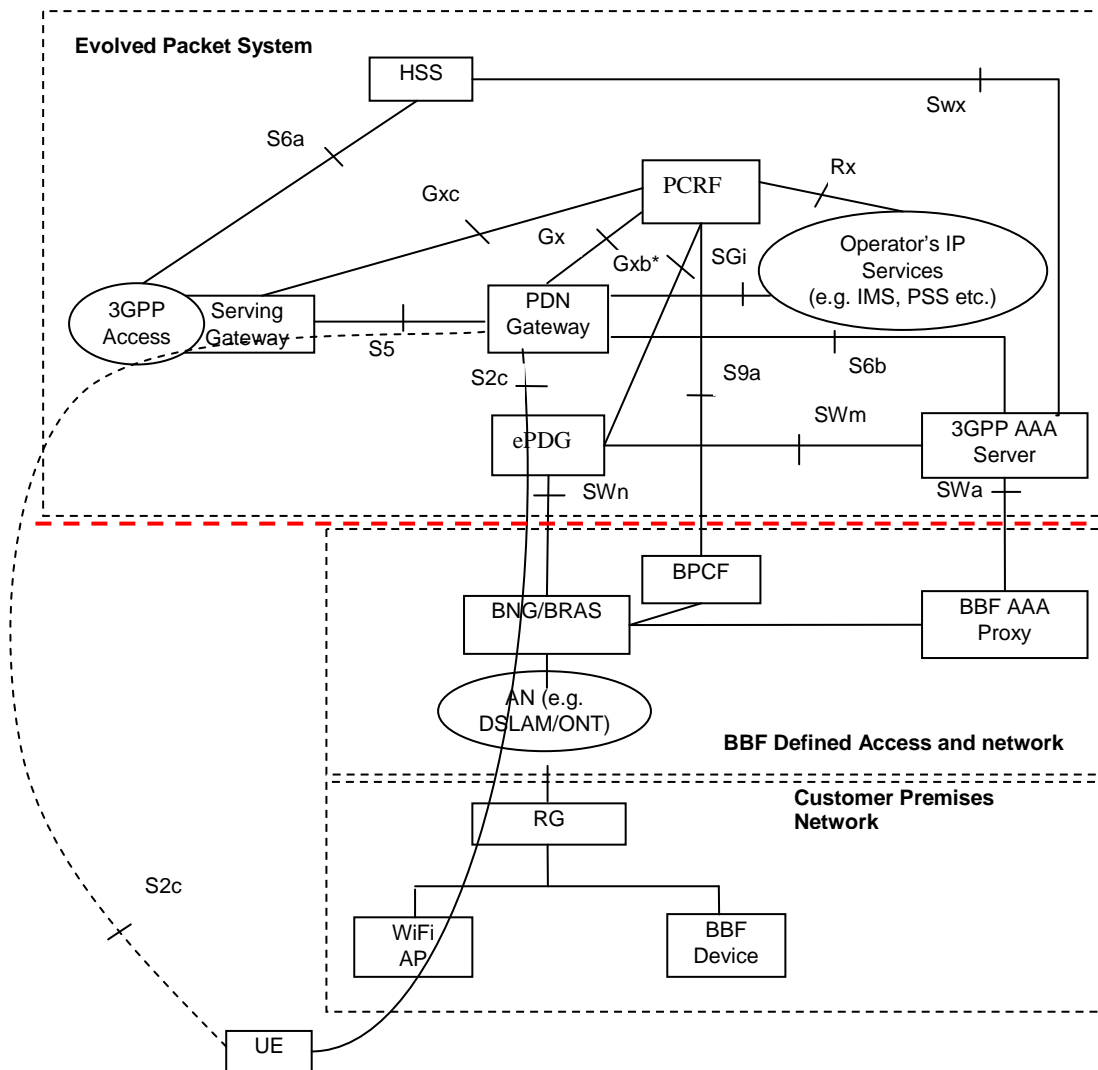 Evolved Packet System
HSS
Swx
S6a
PCRF
Rx
Gxc
Gx
Gxb*
SGi
Operator's IP
Services
(e.g. IMS, PSS etc.)
3GPP
Access
Serving
Gateway
PDN
Gateway
S5
S6b
S2c
S9a
ePDG
SWm
3GPP AAA
Server
SWn
SWa
BPCF
BNG/BRAS
BBF AAA
Proxy
AN (e.g.
DSLAM/ONT)
BBF Defined Access and network
Customer Premises
Network
RG
S2c
WiFi
AP
BBF
Device
UE